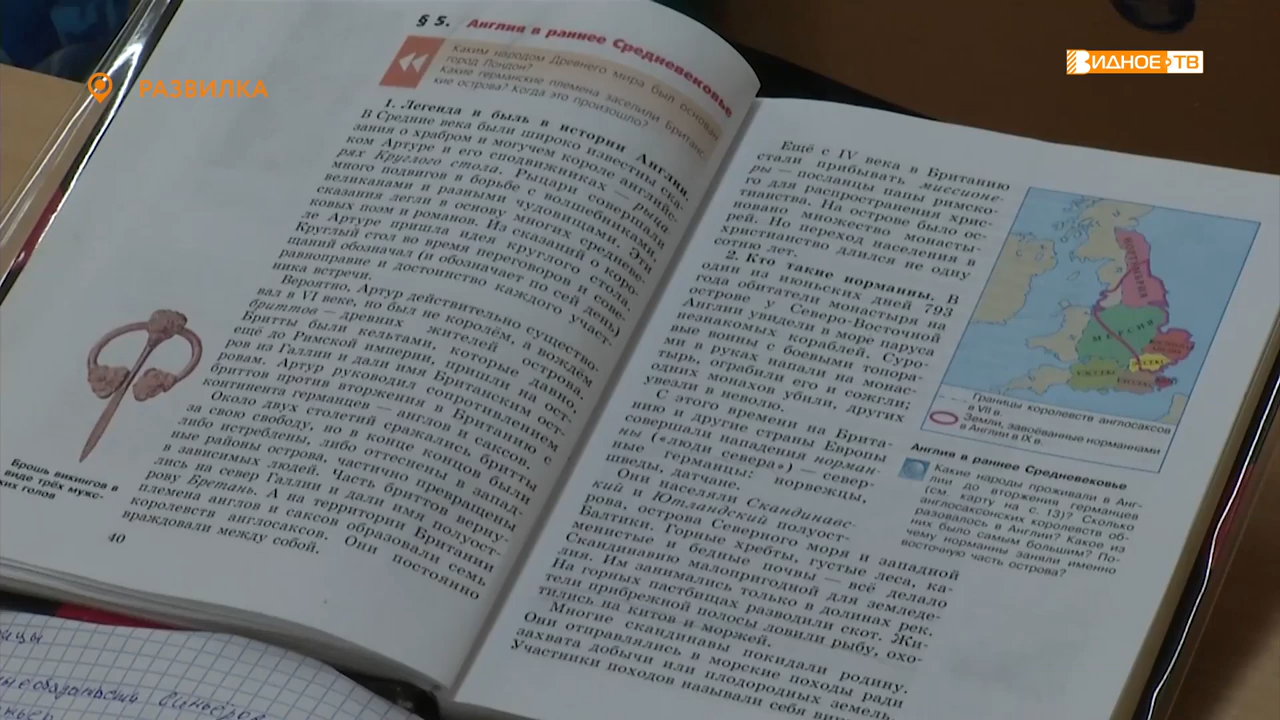 РАЗВИЛКА
ВИДНОЕ ТВ
§ 5. Англия в раннее Средневековье
Каким народом Древнего мира был основан
город Лондон?
Какие германские племена заселили Британс-
кие острова? Когда это произошло?
1. Легенда и быль в истории Англии
В Средние века были широко известны ска-
зания о храбром и могучем короле английс-
ком Артуре и его сподвижниках — рыца-
рях Круглого стола. Рыцари совершали
много подвигов в борьбе с волшебниками,
великанами и разными чудовищами. Эти
сказания легли в основу многих средневе-
ковых поэм и романов. Из сказаний о коро-
ле Артуре пришла идея круглого стола.
Круглый стол во время переговоров и сове-
щаний обозначал (и обозначает по сей день)
равноправие и достоинство каждого участ-
ника встречи.
Вероятно, Артур действительно существо-
вал в VI веке, но был не королём, а вождём
бриттов — древних жителей острова.
Бритты были кельтами, которые давно,
ещё до Римской империи, пришли на ост-
ров из Галлии и дали имя Британским ост-
ровам. Артур руководил сопротивлением
бриттов против вторжения в Британию с
континента германцев — англов и саксов.
Около двух столетий сражались бритты
за свою свободу, но в конце концов были
либо истреблены, либо оттеснены в запад-
ные районы острова, частично превращены
в зависимых людей. Часть бриттов верну-
лись на север Галлии и дали имя полуост-
рову Бретань. А на территории Британии
племена англов и саксов образовали семь
королевств англосаксов. Они постоянно
враждовали между собой.
Брошь викингов в
виде трёх мужс-
ких голов
40
Ещё с IV века в Британию
стали прибывать миссионе-
ры — посланцы папы римско-
го для распространения хрис-
тианства. На острове было ос-
новано множество монасты-
рей. Но переход населения в
христианство длился не одну
сотню лет.
2. Кто такие норманны. В
один из июньских дней 793
года обитатели монастыря на
острове у Северо-Восточной
Англии увидели в море паруса
незнакомых кораблей. Суро-
вые воины с боевыми топора-
ми в руках напали на монас-
тырь, ограбили его и сожгли;
одних монахов убили, других
увезли в неволю.
С этого времени на Брита-
нию и другие страны Европы
совершали нападения норман-
ны («люди севера») — север-
ные германцы: норвежцы,
шведы, датчане.
Они населяли Скандинавс-
кий и Ютландский полуост-
рова, острова Северного моря и западной
Балтики. Горные хребты, густые леса, ка-
менистые и бедные почвы — всё делало
Скандинавию малопригодной для земледе-
лия. Им занимались только в долинах рек.
На горных пастбищах разводили скот. Жи-
тели прибрежной полосы ловили рыбу, охо-
тились на китов и моржей.
Многие скандинавы покидали родину.
Они отправлялись в морские походы ради
захвата добычи или плодородных земель.
Участники походов называли себя
НОРТУМБРИЯ
МЕРСИЯ
УЭССЕКС
Границы королевств англосаксов
в VII в.
Земли, завоёванные норманнами
в Англии в IX в.
Англия в раннее Средневековье
Какие народы проживали в Анг-
лии до вторжения германцев
(см. карту на с. 13)? Сколько
англосаксонских королевств об-
разовалось в Англии? Какое из
них было самым большим? По-
чему норманны заняли именно
восточную часть острова?